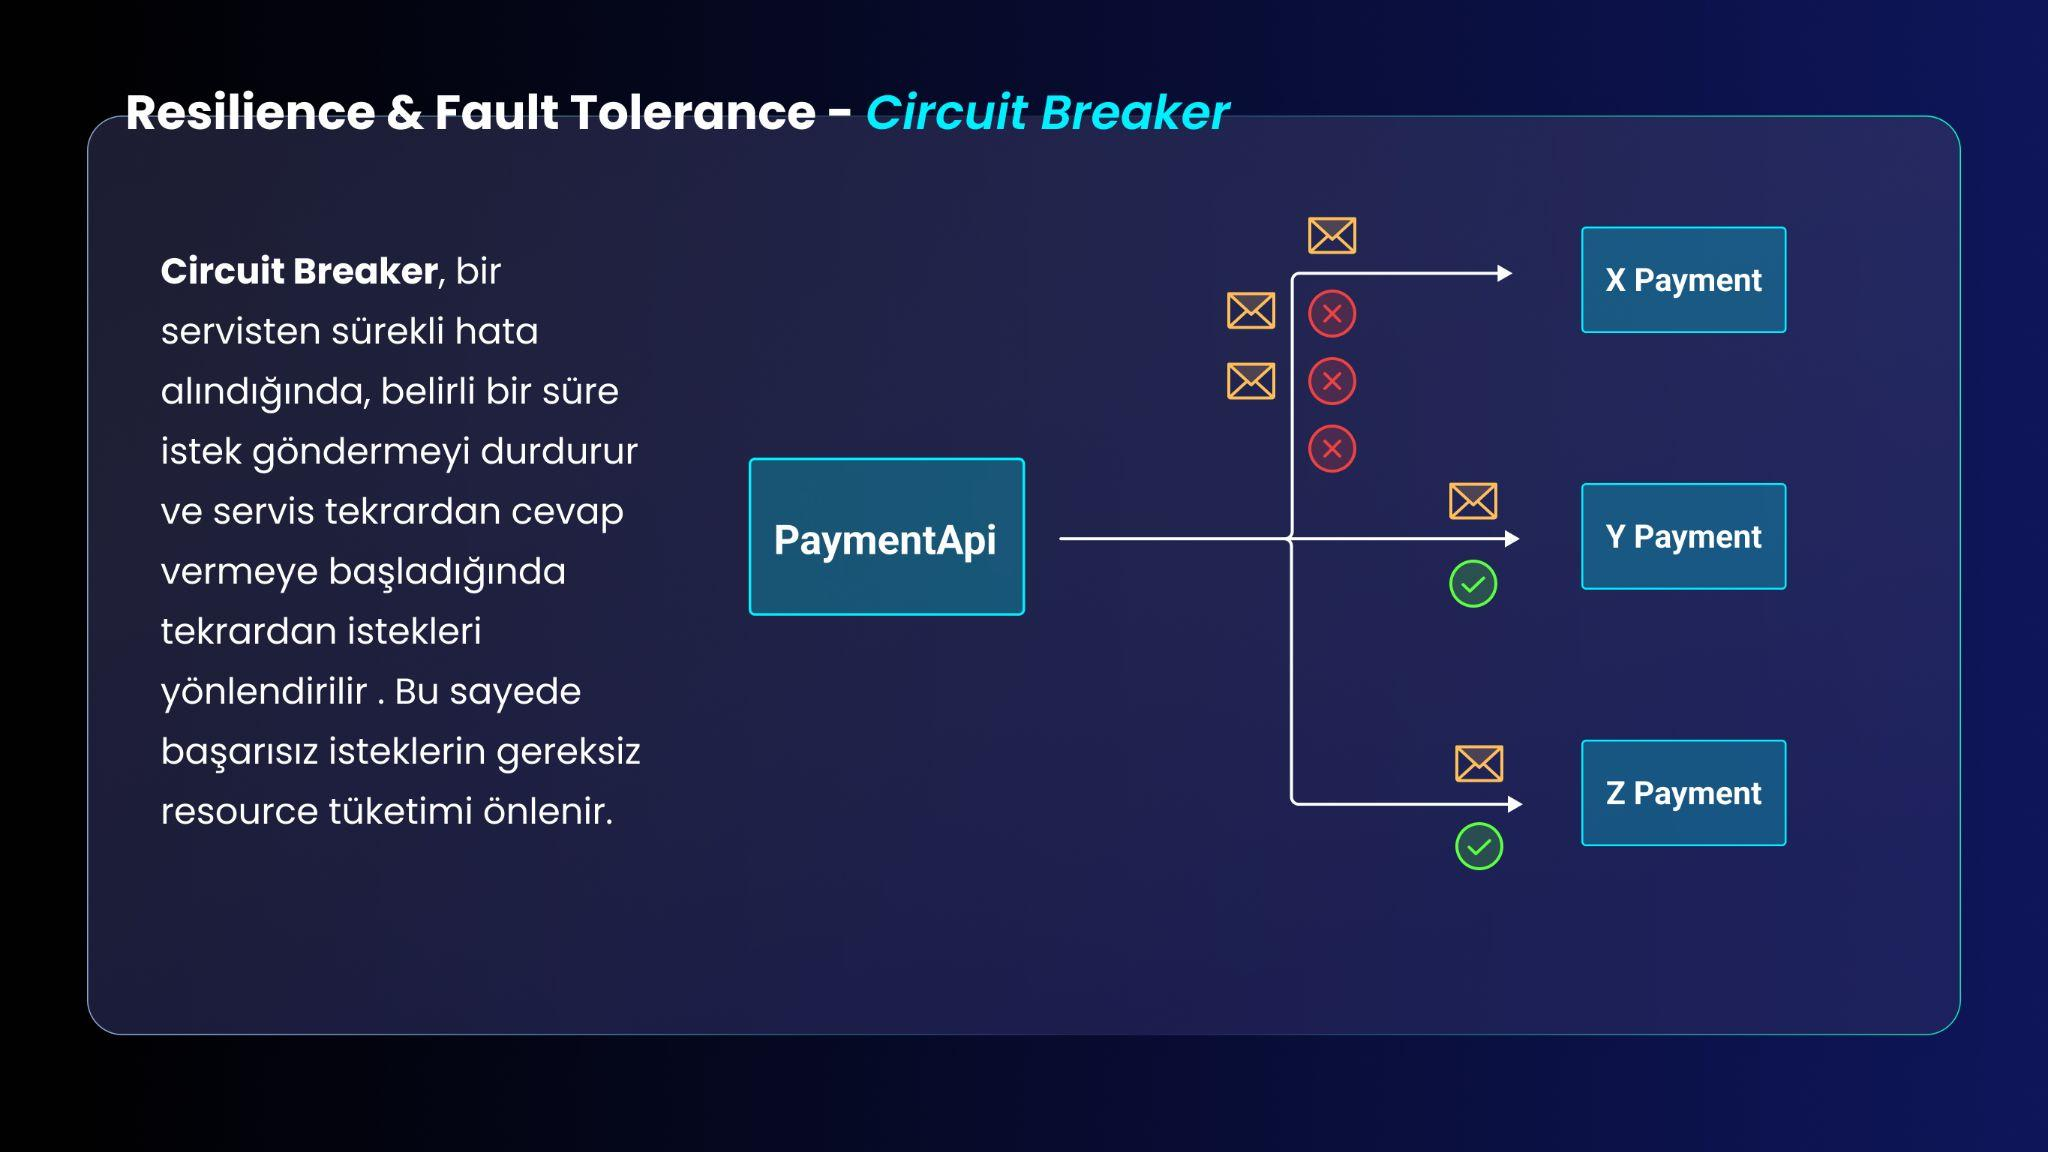 Resilience & Fault Tolerance - Circuit Breaker
Circuit Breaker, bir
servisten sürekli hata
alındığında, belirli bir süre
istek göndermeyi durdurur
ve servis tekrardan cevap
vermeye başladığında
tekrardan istekleri
yönlendirilir . Bu sayede
başarısız isteklerin gereksiz
resource tüketimi önlenir.
PaymentApi
X Payment
Y Payment
Z Payment